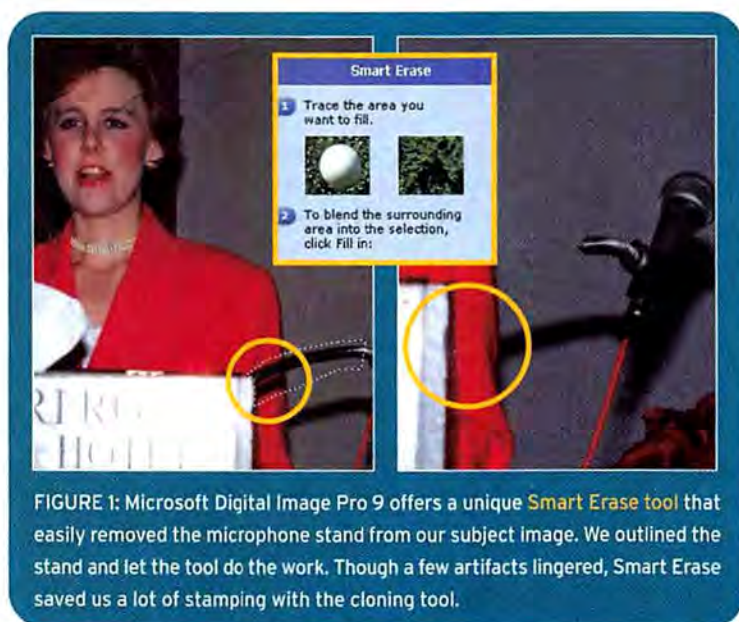 Smart Erase
1 Trace the area you
want to fill.
2 To blend the surrounding
area into the selection,
click Fill in:
FIGURE 1: Microsoft Digital Image Pro 9 offers a unique Smart Erase tool that
easily removed the microphone stand from our subject image. We outlined the
stand and let the tool do the work. Though a few artifacts lingered, Smart Erase
saved us a lot of stamping with the cloning tool.